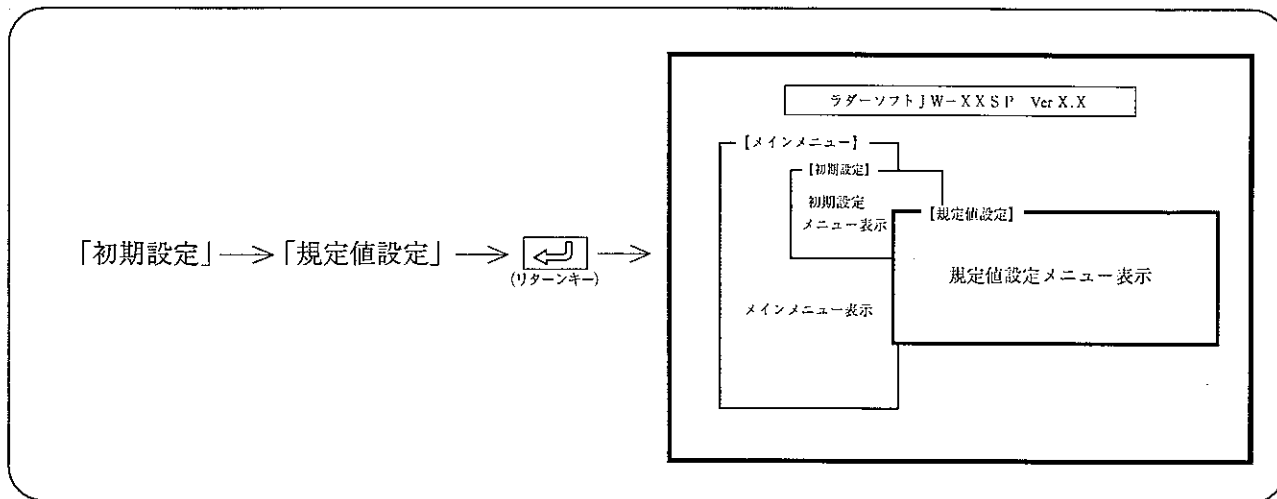 「初期設定」→「規定値設定」→
(リターンキー)
→
ラダーソフトJW-XXSP Ver X.X
【メインメニュー】
【初期設定】
初期設定
メニュー表示
【規定値設定】
規定値設定メニュー表示
メインメニュー表示